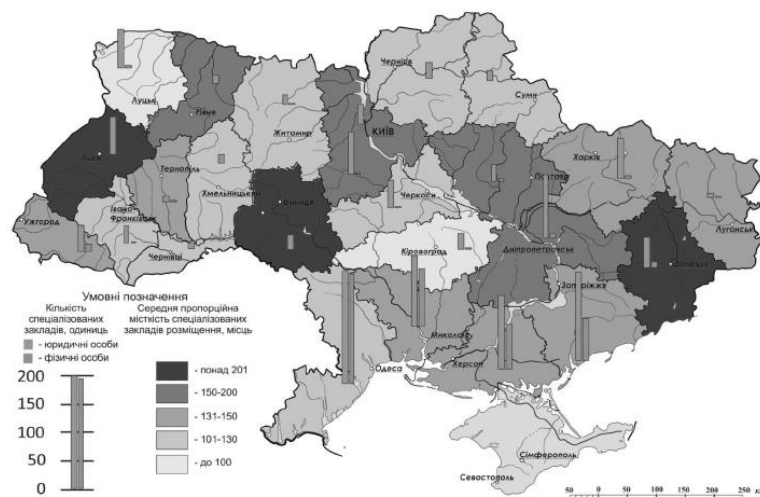 Луцьк
Рівне
Житомир
КИЇВ
Чернігів
Суми
Львів
Тернопіль
Хмельницький
Вінниця
Черкаси
Полтава
Харків
Луганськ
Ужгород
Івано-
Франківськ
Чернівці
Кіровоград
Дніпропетровськ
Донецьк
Запоріжжя
Миколаїв
Херсон
Одеса
Сімферополь
Севастополь
Умовні позначення
Кількість
спеціалізованих
закладів, одиниць
- юридичні особи
- фізичні особи
200
150
100
50
0
Середня пропорційна
місткість спеціалізованих
закладів розміщення, місць
- понад 201
- 150-200
- 131-150
- 101-130
- до 100
50 0 50 100 150 200 250 к